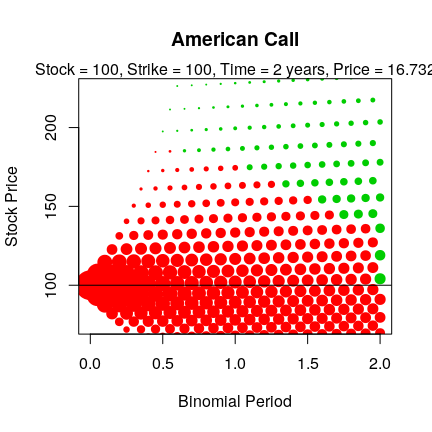 American Call
Stock = 100, Strike = 100, Time = 2 years, Price = 16.732
200
150
100
Stock Price
0.0 0.5 1.0 1.5 2.0
Binomial Period